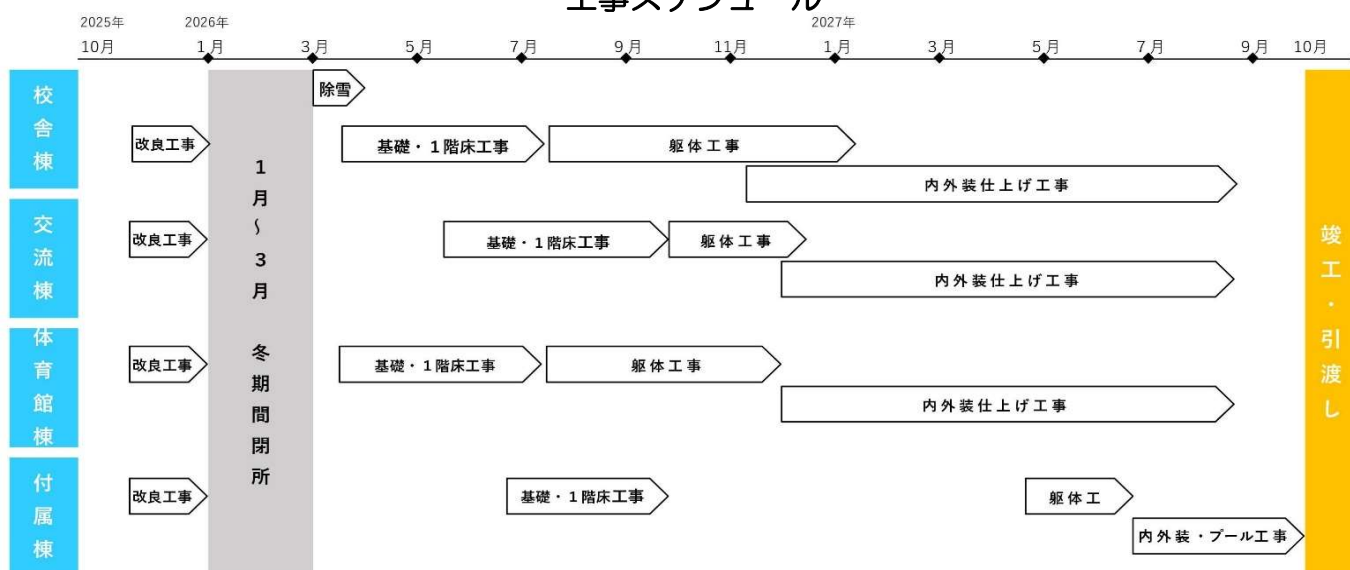 工事スケジュール
2025年 2026年 2027年
10月 1月 3月 5月 7月 9月 11月 1月 3月 5月 7月 9月 10月
校舎棟
除雪
改良工事 基礎・1階床工事 躯体工事
内外装仕上げ工事
交流棟
改良工事 基礎・1階床工事 躯体工事
内外装仕上げ工事
体育館棟
改良工事 基礎・1階床工事 躯体工事
内外装仕上げ工事
付属棟
改良工事 基礎・1階床工事 躯体工
内外装・プール工事
1月~3月 冬期間閉所
竣工・引渡し